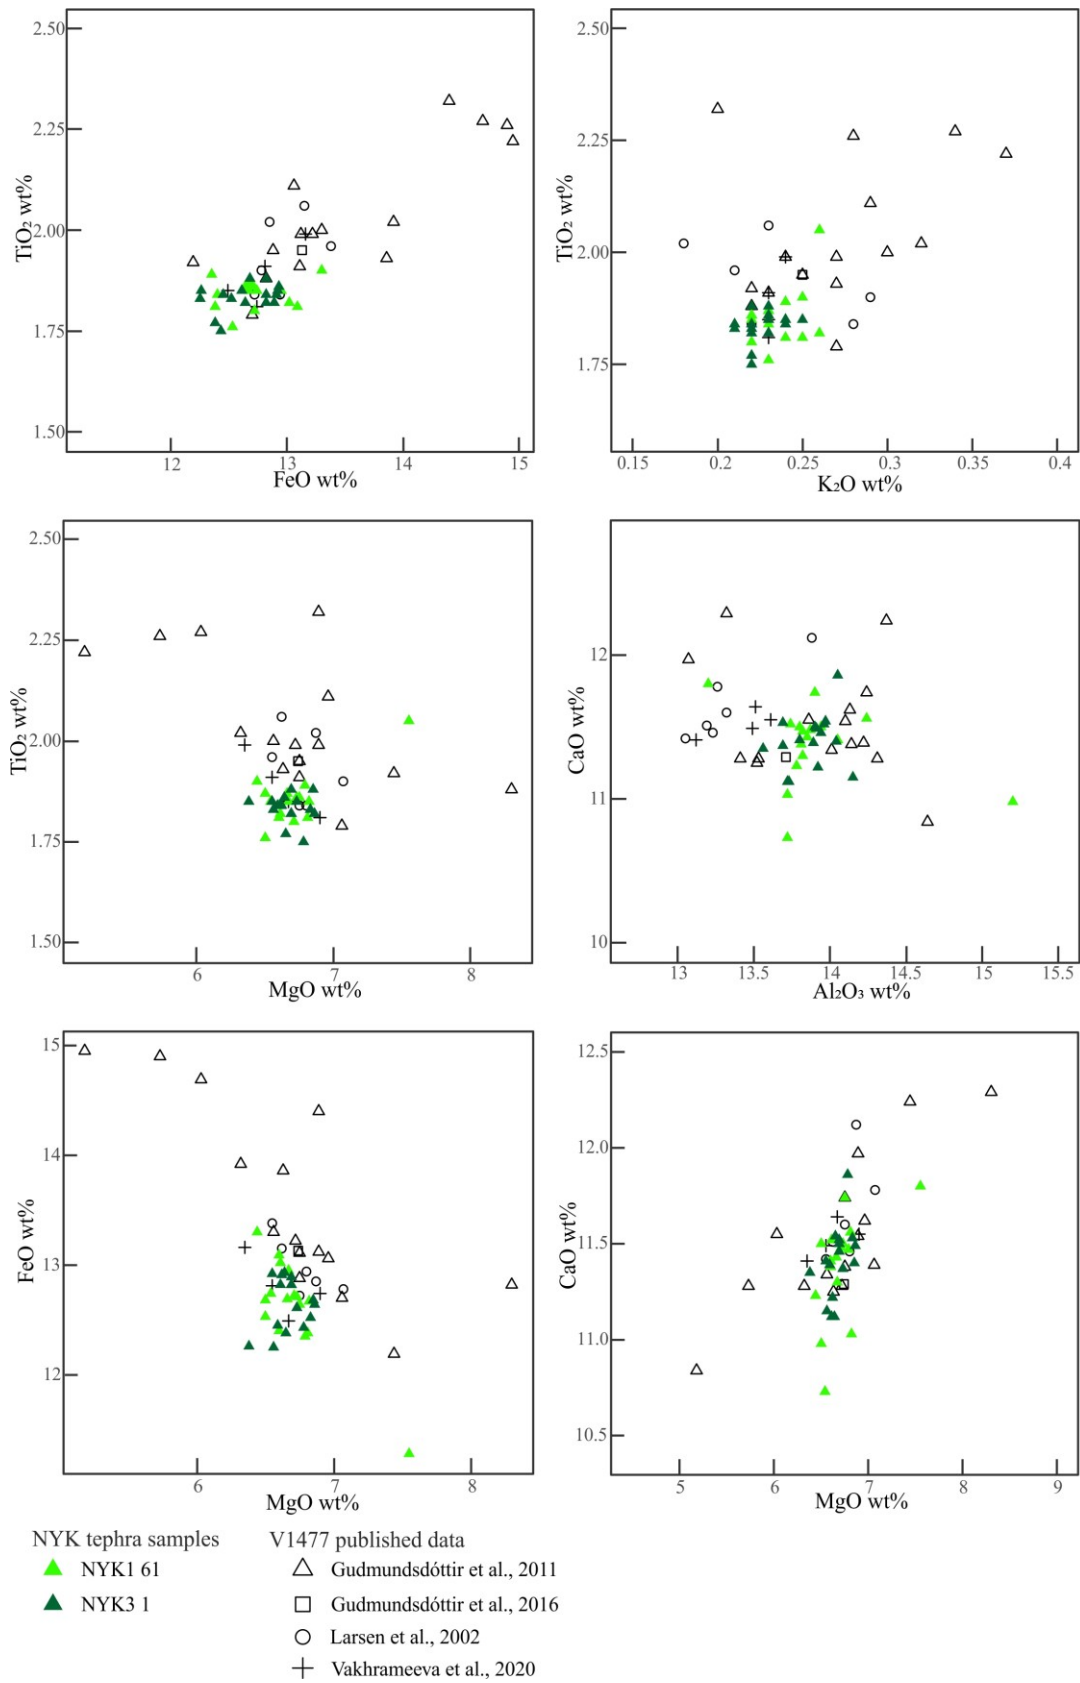 2.50
2.25
2.00
1.75
1.50
TiO₂ wt%
12 13 14 15
FeO wt%
2.50
2.25
2.00
1.75
TiO₂ wt%
0.15 0.2 0.25 0.3 0.35 0.4
K₂O wt%
2.50
2.25
2.00
1.75
1.50
TiO₂ wt%
6 7 8
MgO wt%
12
11
10
CaO wt%
13 13.5 14 14.5 15 15.5
Al₂O₃ wt%
15
14
13
12
FeO wt%
6 7 8
MgO wt%
12.5
12.0
11.5
11.0
10.5
CaO wt%
5 6 7 8 9
MgO wt%
NYK tephra samples
NYK1 61
NYK3 1
V1477 published data
Gudmundsdóttir et al., 2011
Gudmundsdóttir et al., 2016
Larsen et al., 2002
Vakhrameeva et al., 2020